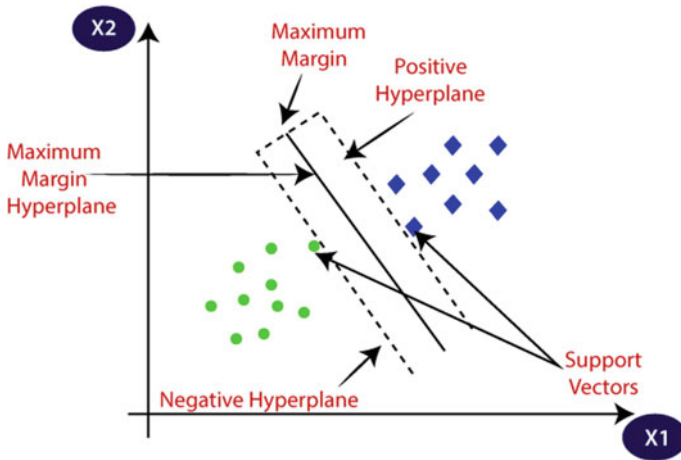 X2
Maximum
Margin
Positive
Hyperplane
Maximum
Margin
Hyperplane
Support
Vectors
Negative Hyperplane
X1